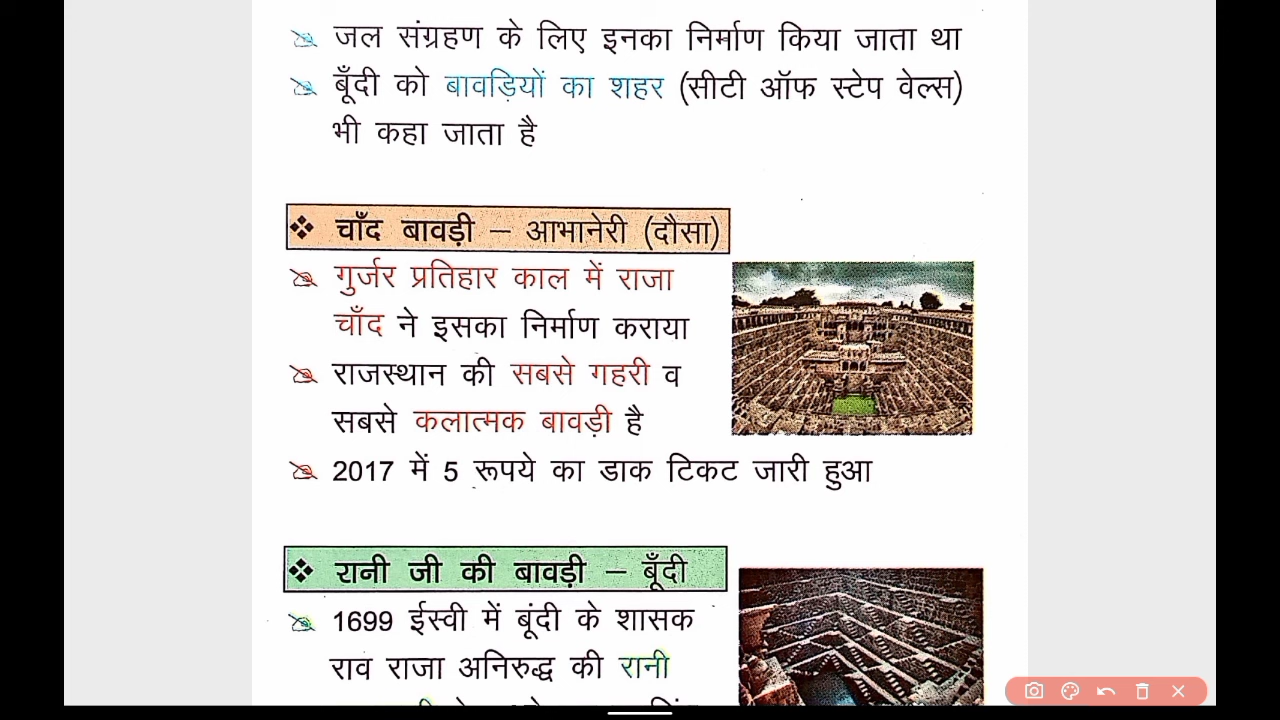 जल संग्रहण के लिए इनका निर्माण किया जाता था
बूँदी को बावड़ियों का शहर (सीटी ऑफ स्टेप वेल्स)
भी कहा जाता है
❖ चाँद बावड़ी – आभानेरी (दौसा)
गुर्जर प्रतिहार काल में राजा
चाँद ने इसका निर्माण कराया
राजस्थान की सबसे गहरी व
सबसे कलात्मक बावड़ी है
2017 में 5 रूपये का डाक टिकट जारी हुआ
❖ रानी जी की बावड़ी – बूँदी
1699 ईस्वी में बूंदी के शासक
राव राजा अनिरुद्ध की रानी